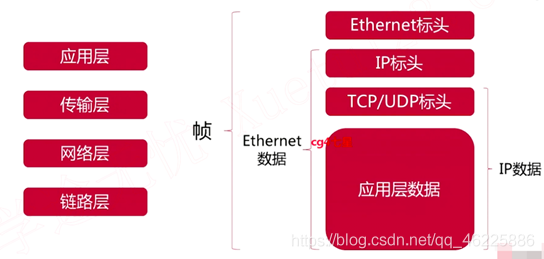 应用层
传输层
网络层
链路层
帧
Ethernet
数据
Ethernet标头
IP标头
TCP/UDP标头
应用层数据
IP数据
https://blog.csdn.net/qq_46225886